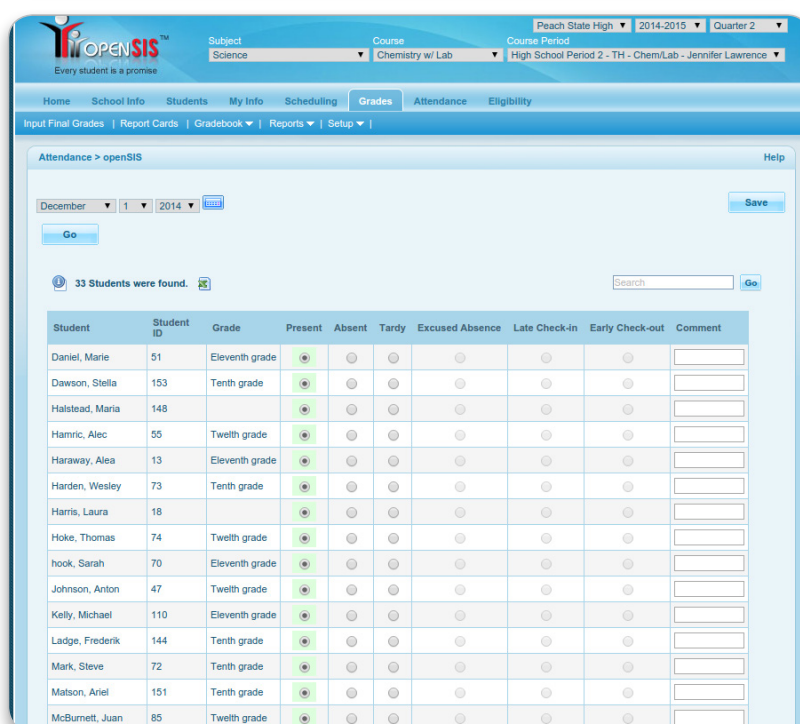 OPENSIS™
Every student is a promise
Peach State High 2014-2015 Quarter 2
Subject Course Course Period
Science Chemistry w/ Lab High School Period 2 - TH - Chem/Lab - Jennifer Lawrence
Home School Info Students My Info Scheduling Grades Attendance Eligibility
Input Final Grades | Report Cards | Gradebook | Reports | Setup |
Attendance > openSIS Help
December 1 2014 Save
Go
33 Students were found. Search Go
Student Student ID Grade Present Absent Tardy Excused Absence Late Check-in Early Check-out Comment
Daniel, Marie 51 Eleventh grade
Dawson, Stella 153 Tenth grade
Halstead, Maria 148
Hamric, Alec 55 Twelth grade
Haraway, Alea 13 Eleventh grade
Harden, Wesley 73 Tenth grade
Harris, Laura 18
Hoke, Thomas 74 Twelth grade
hook, Sarah 70 Eleventh grade
Johnson, Anton 47 Twelth grade
Kelly, Michael 110 Eleventh grade
Ladge, Frederik 144 Tenth grade
Mark, Steve 72 Tenth grade
Matson, Ariel 151 Tenth grade
McBurnett, Juan 85 Twelth grade